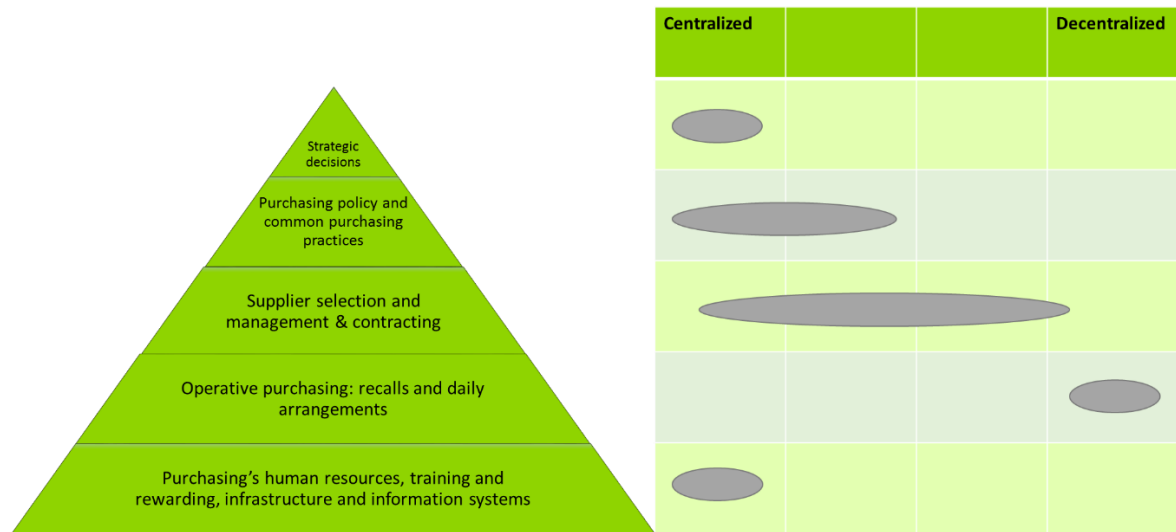 Centralized
Decentralized
Strategic
decisions
Purchasing policy and
common purchasing
practices
Supplier selection and
management & contracting
Operative purchasing: recalls and daily
arrangements
Purchasing’s human resources, training and
rewarding, infrastructure and information systems